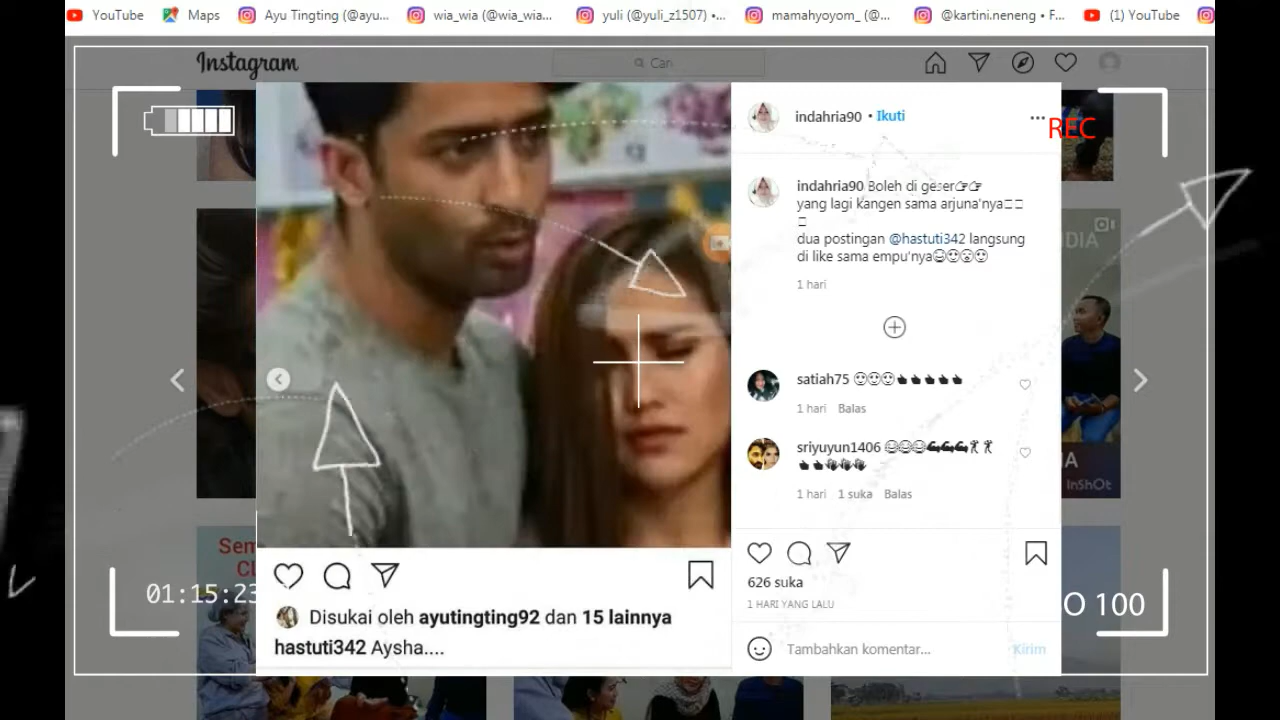 YouTube Maps Ayu Tingting (@ayu... wia_wia (@wia_wia... yuli (@yuli_z1507) •... mamahyoyom_ (@... @kartini.neneng • F... (1) YouTube
Instagram
Cari
REC
indahria90 • Ikuti
indahria90 Boleh di geser
yang lagi kangen sama arjuna'nya
dua postingan @hastuti342 langsung
di like sama empu'nya
1 hari
satiah75
1 hari Balas
sriyuyun1406
1 hari 1 suka Balas
InShOt
626 suka
1 HARI YANG LALU
Tambahkan komentar... Kirim
01:15:23
O 100
Disukai oleh ayutingting92 dan 15 lainnya
hastuti342 Aysha....